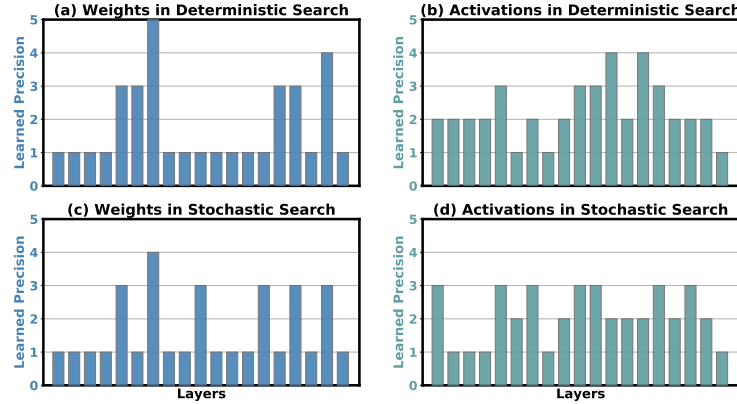 (a) Weights in Deterministic Search
Learned Precision
5
4
3
2
1
0
(b) Activations in Deterministic Search
Learned Precision
5
4
3
2
1
0
(c) Weights in Stochastic Search
Learned Precision
5
4
3
2
1
0
Layers
(d) Activations in Stochastic Search
Learned Precision
5
4
3
2
1
0
Layers